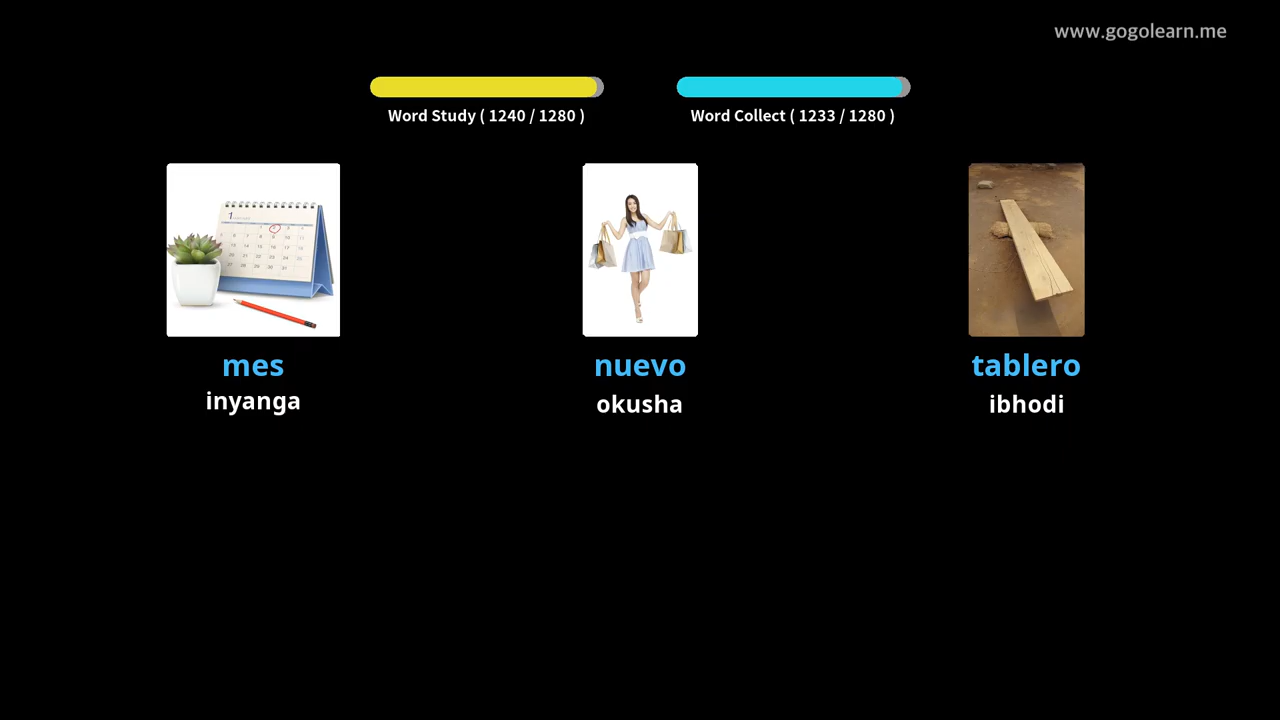 www.gogolearn.me
Word Study ( 1240 / 1280 )
Word Collect ( 1233 / 1280 )
mes
inyanga
nuevo
okusha
tablero
ibhodi